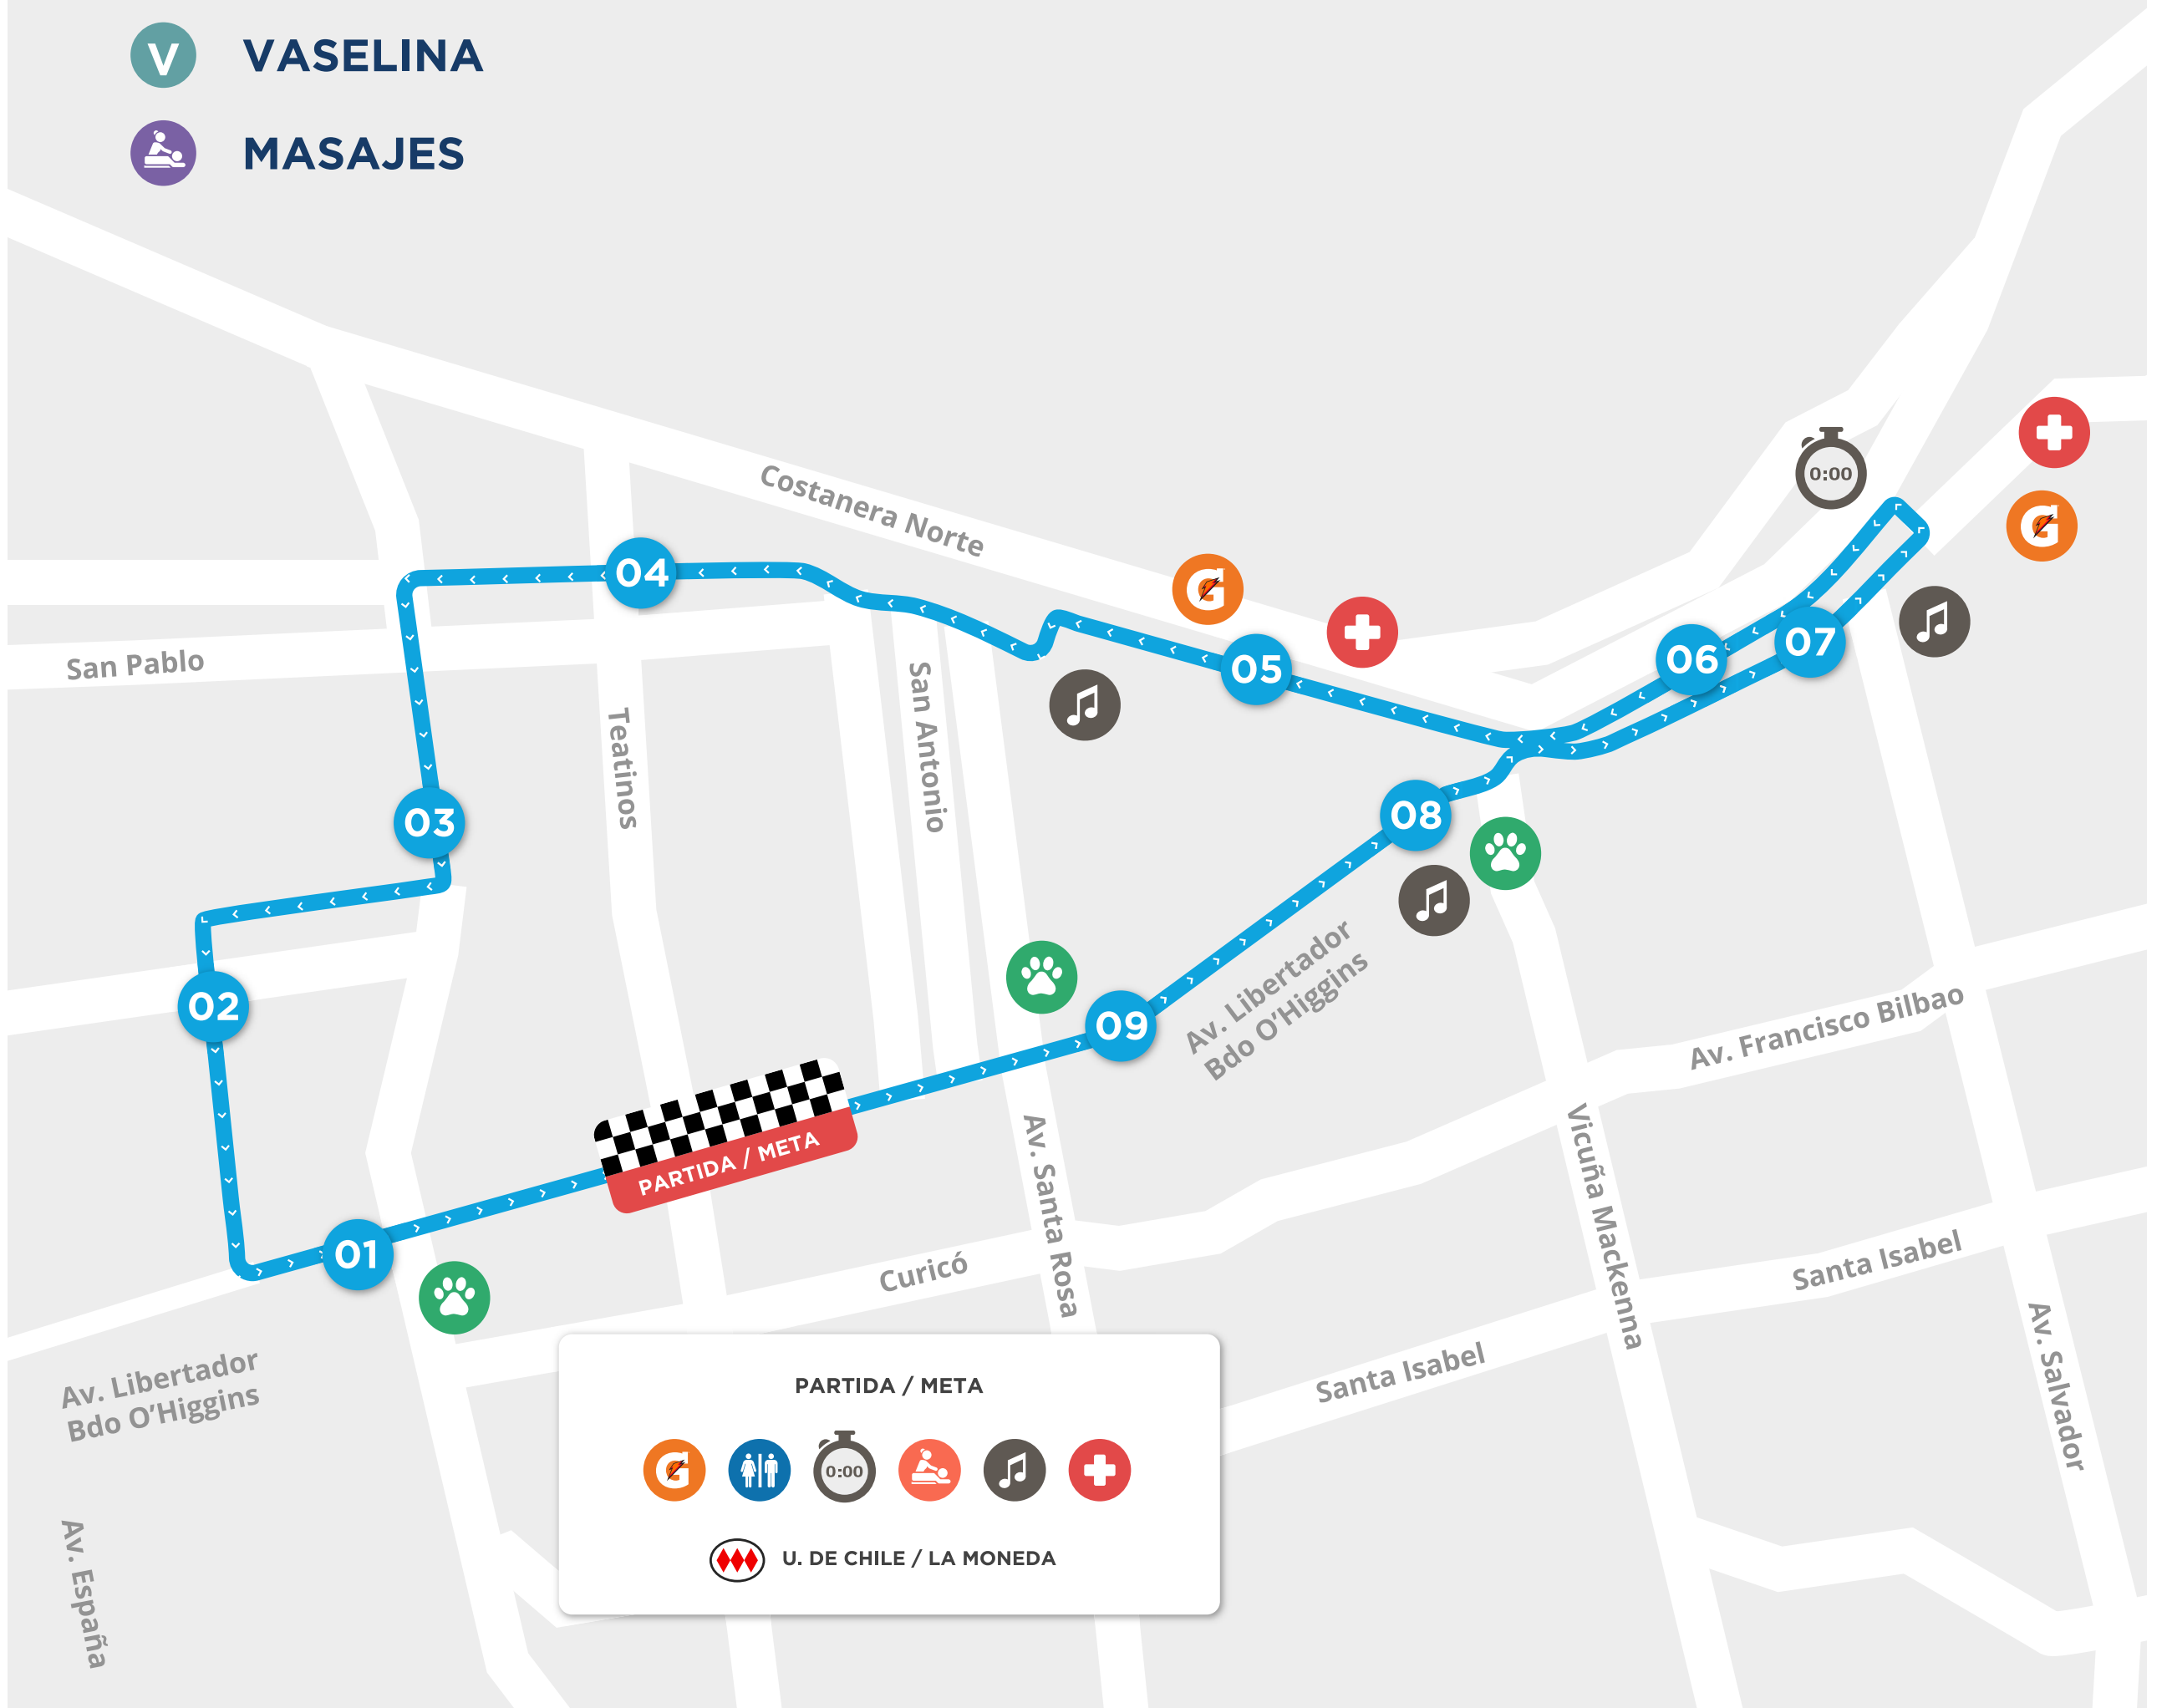 V VASELINA
MASAJES
Costanera Norte
0:00
G
G
04
San Pablo
05
06
07
Teatinos
San Antonio
03
08
02
09
Av. Libertador
Bdo O'Higgins
Av. Francisco Bilbao
PARTIDA / META
01
Av. Santa Rosa
Vicuña Mackenna
Curicó
Santa Isabel
Santa Isabel
Av. Salvador
Av. Libertador
Bdo O'Higgins
Av. España
PARTIDA / META
G 0:00
U. DE CHILE / LA MONEDA